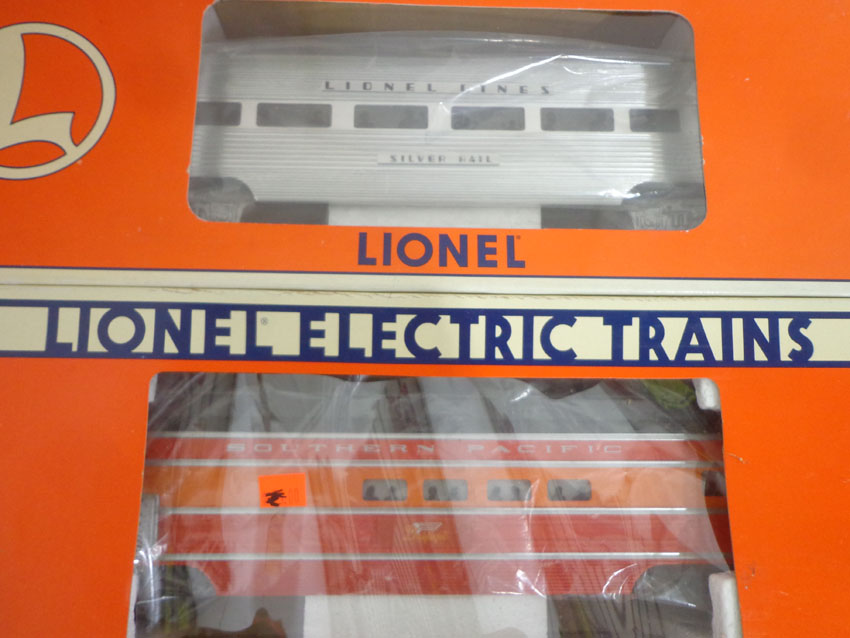 L
LIONEL LINES
SILVER RAIL
LIONEL®
LIONEL® ELECTRIC TRAINS
SOUTHERN PACIFIC